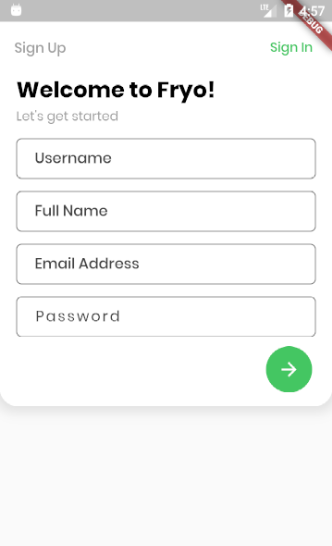 LTE 4:57
Sign Up Sign In
Welcome to Fryo!
Let's get started
Username
Full Name
Email Address
Password